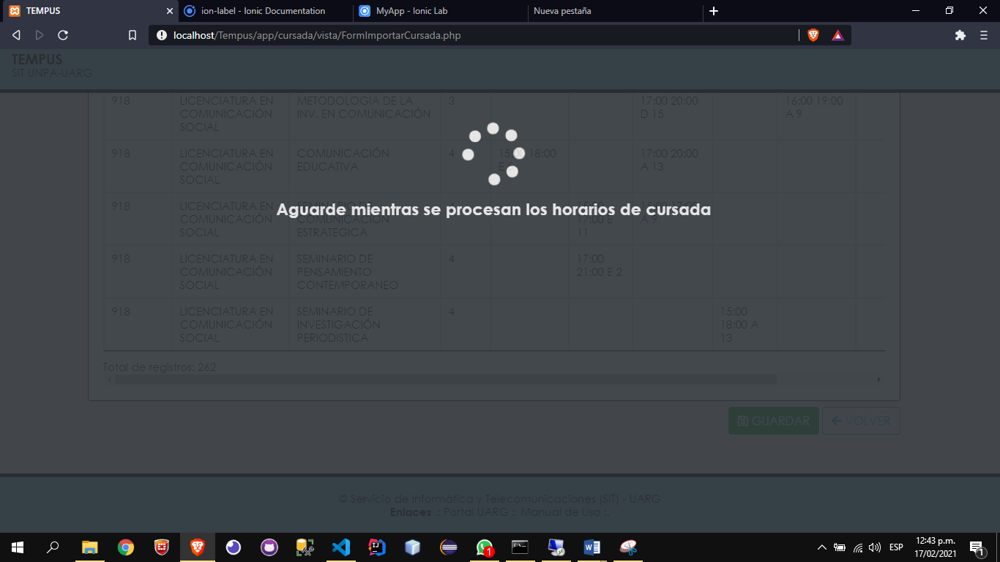 TEMPUS
ion-label - Ionic Documentation
MyApp - Ionic Lab
Nueva pestaña
localhost/Tempus/app/cursada/vista/FormImportarCursada.php
TEMPUS
SIT UNPA-UARG
918 LICENCIATURA EN METODOLOGIA DE LA 3 17:00 20:00 16:00 19:00
COMUNICACIÓN INV. EN COMUNICACIÓN D 15 A 9
SOCIAL
918 LICENCIATURA EN COMUNICACIÓN 4 15:00 18:00 17:00 20:00
COMUNICACIÓN EDUCATIVA E A 13
SOCIAL
Aguarde mientras se procesan los horarios de cursada
918 LICENCIATURA EN SEMINARIO DE 4 15:00 15:00 17:00
COMUNICACIÓN COMUNICACIÓN 17:00 E A 9
SOCIAL ESTRATEGICA 11
918 LICENCIATURA EN SEMINARIO DE 4 17:00
COMUNICACIÓN PENSAMIENTO 21:00 E 2
SOCIAL CONTEMPORANEO
918 LICENCIATURA EN SEMINARIO DE 4 15:00
COMUNICACIÓN INVESTIGACIÓN 18:00 A
SOCIAL PERIODISTICA 13
Total de registros: 262
GUARDAR
VOLVER
© Servicio de Informática y Telecomunicaciones (SIT) - UARG
Enlaces .: Portal UARG :: Manual de Uso :.
ESP
12:43 p.m.
17/02/2021
1
1